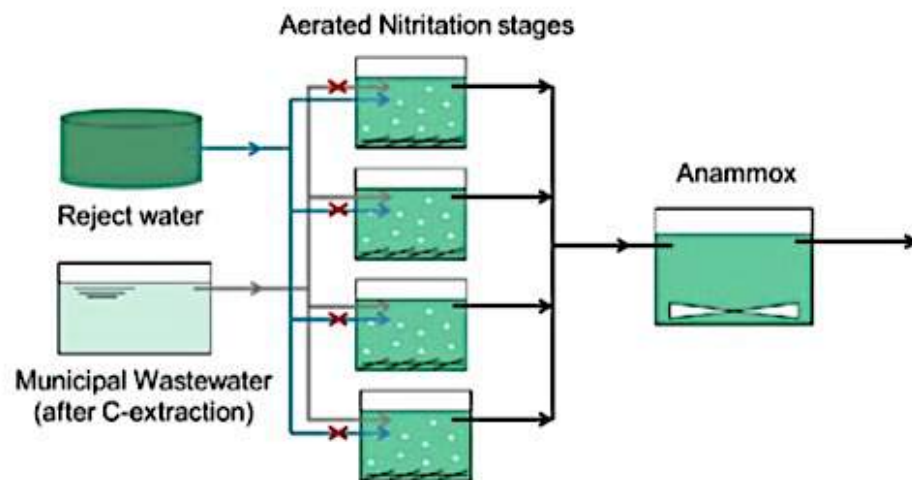 Aerated Nitritation stages
Reject water
Anammox
Municipal Wastewater
(after C-extraction)